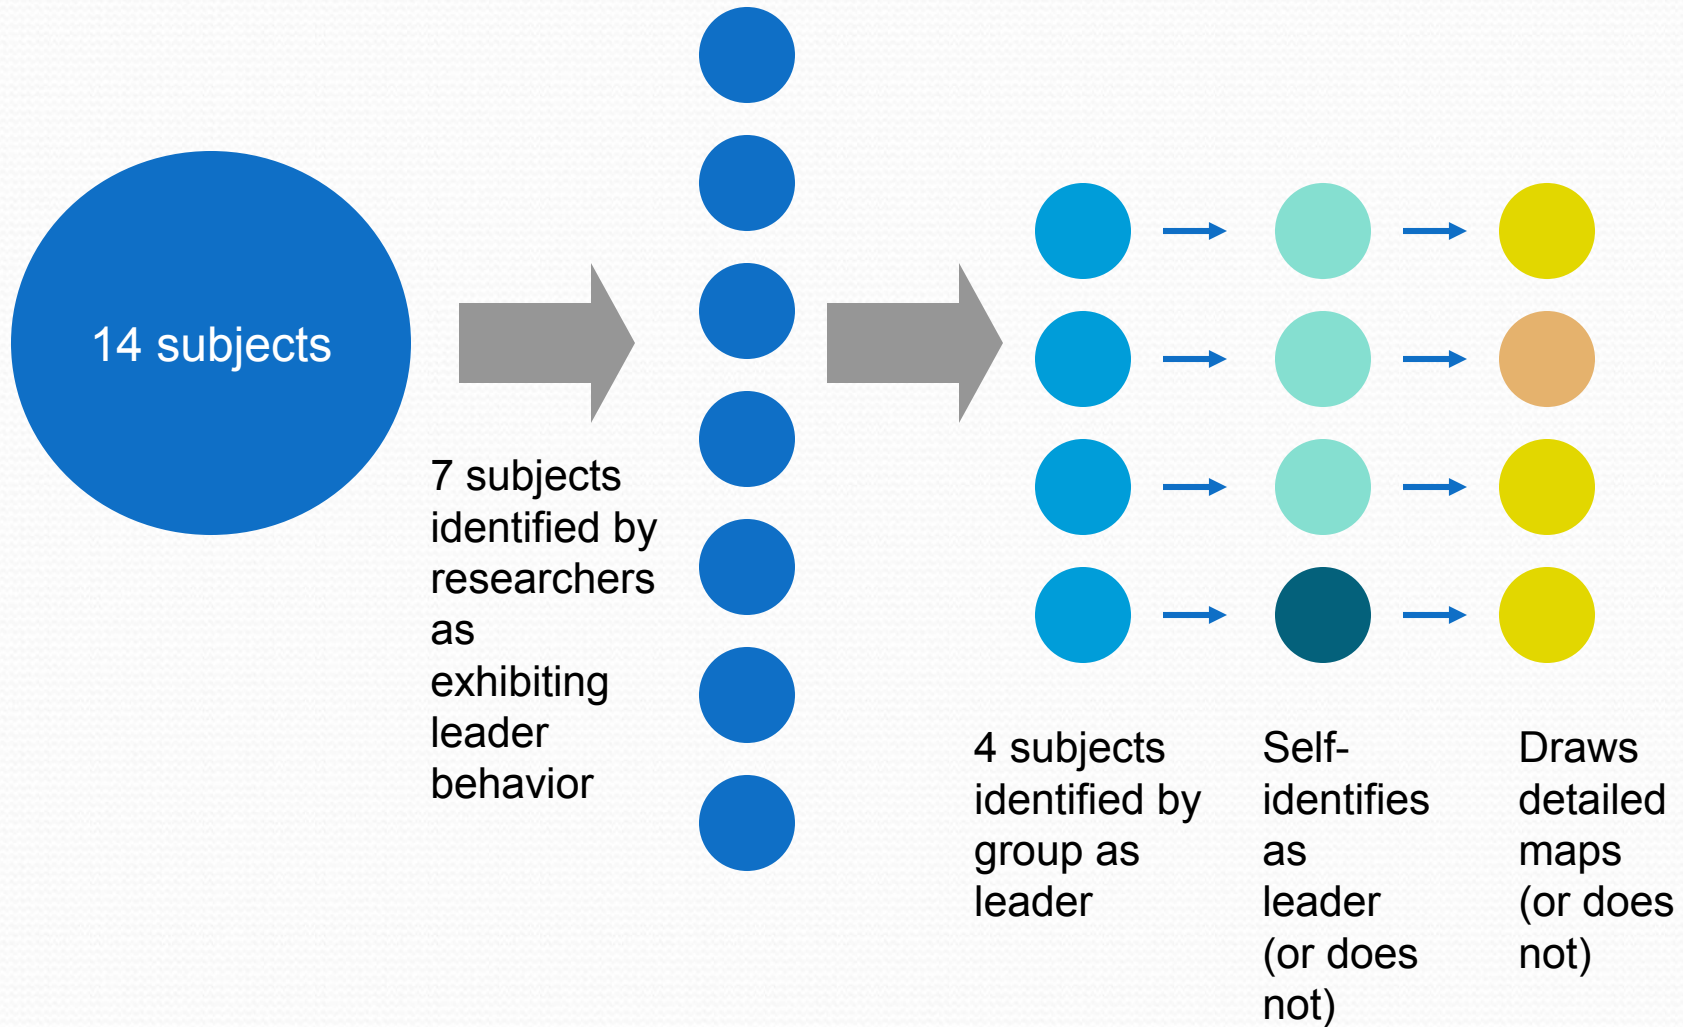 14 subjects
7 subjects
identified by
researchers
as
exhibiting
leader
behavior
4 subjects
identified by
group as
leader
Self-
identifies
as
leader
(or does
not)
Draws
detailed
maps
(or does
not)